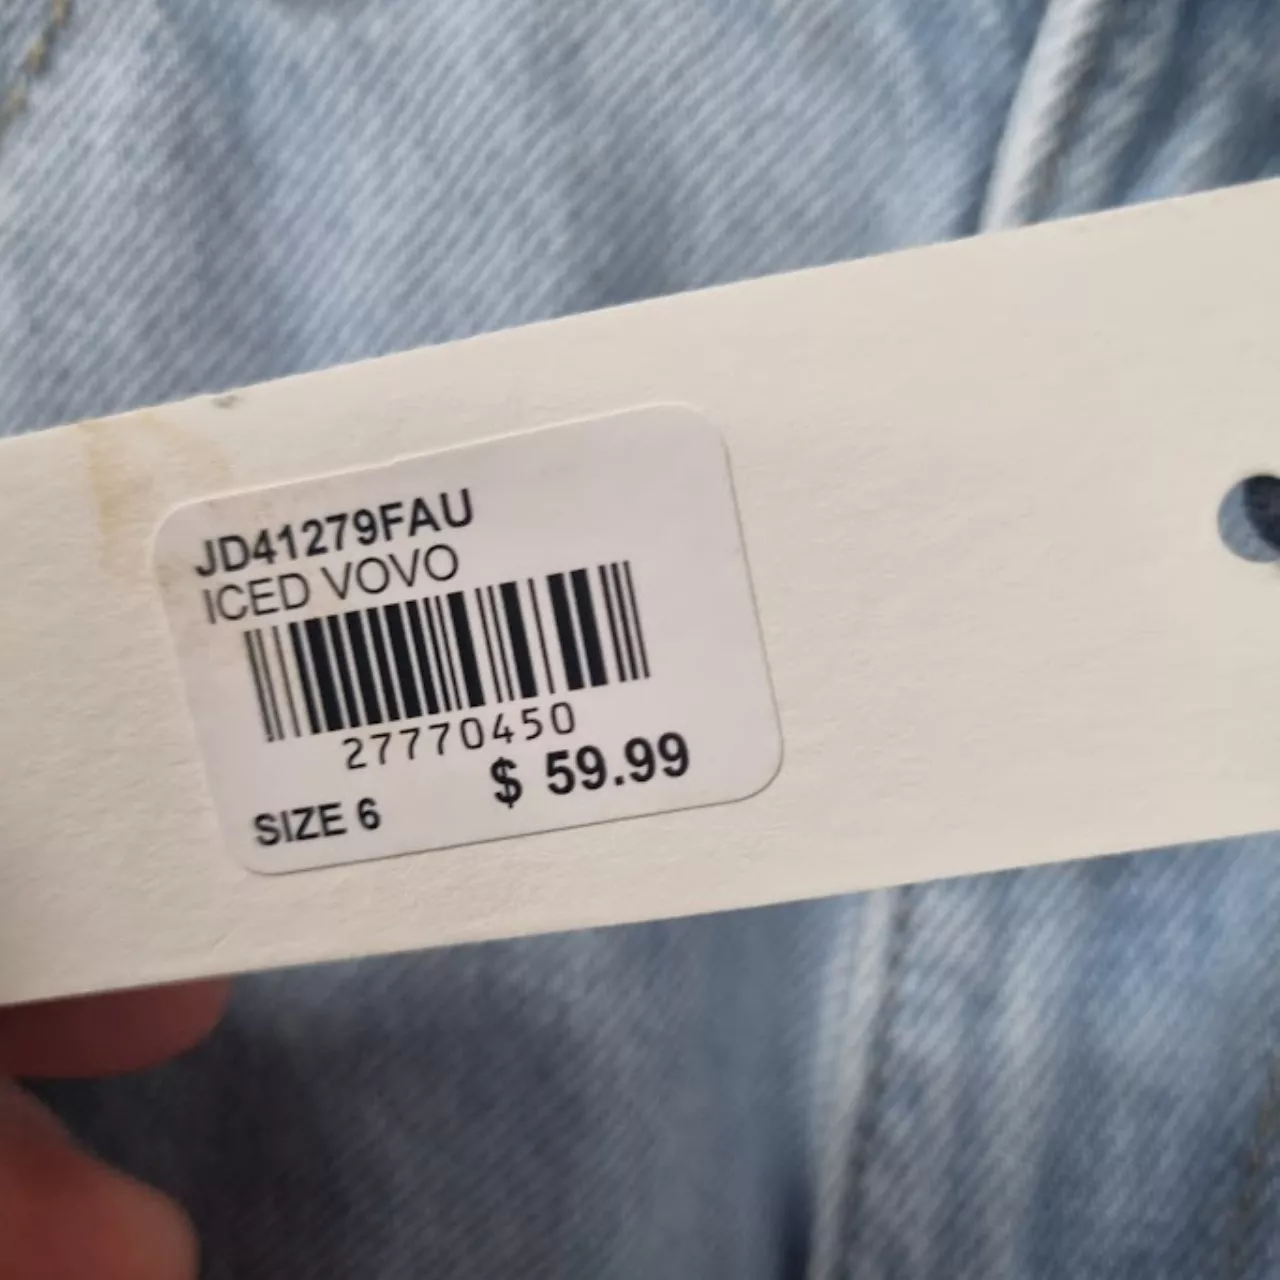 JD41279FAU
ICED VOVO
27770450
$ 59.99
SIZE 6